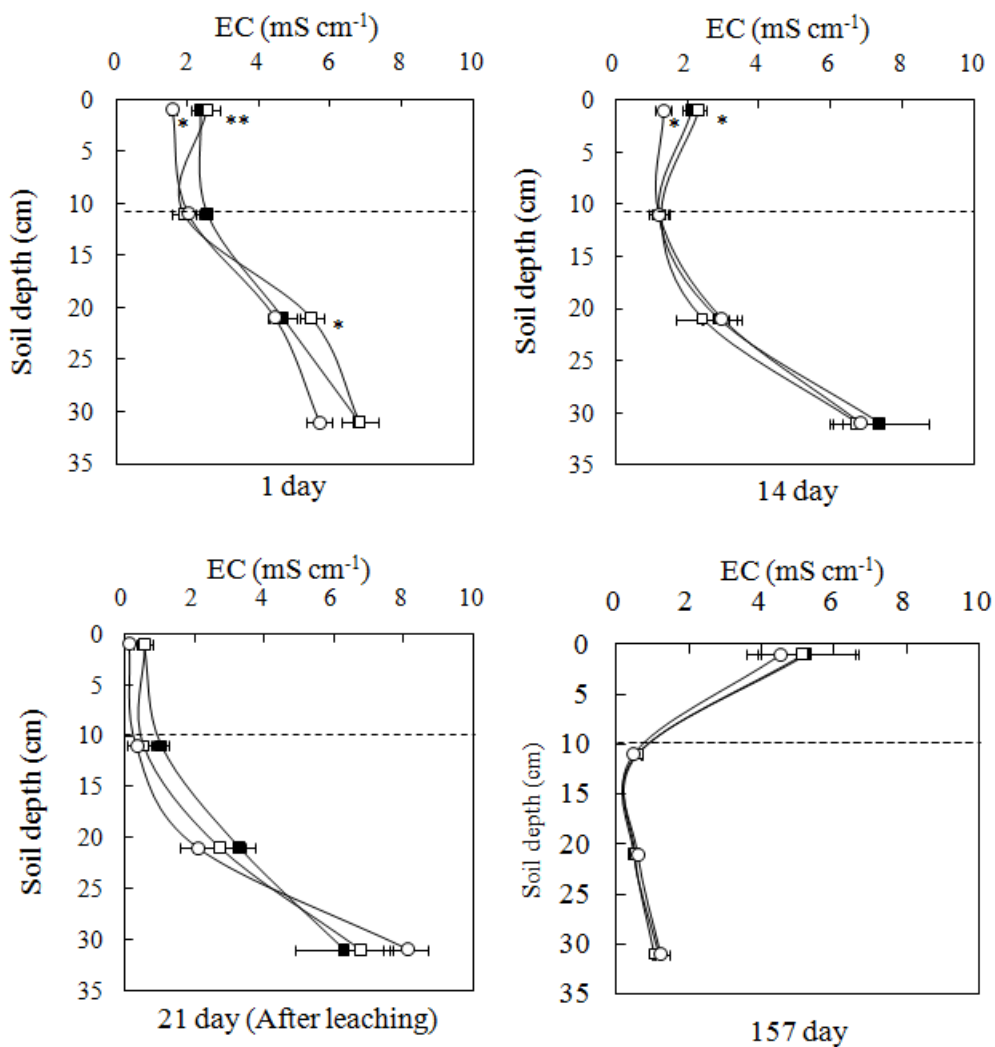 EC (mS cm⁻¹)
0 2 4 6 8 10
0
5
10
15
20
25
30
35
Soil depth (cm)
* **
*
1 day
EC (mS cm⁻¹)
0 2 4 6 8 10
0
5
10
15
20
25
30
35
Soil depth (cm)
* *
14 day
EC (mS cm⁻¹)
0 2 4 6 8 10
0
5
10
15
20
25
30
35
Soil depth (cm)
21 day (After leaching)
EC (mS cm⁻¹)
0 2 4 6 8 10
0
5
10
15
20
25
30
35
Soil depth (cm)
157 day